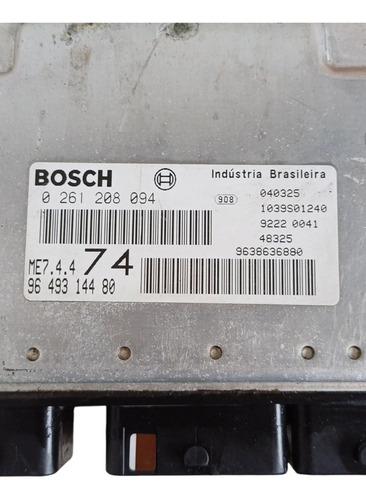 BOSCH Indústria Brasileira
0 261 208 094 908 040325
1039S01240
9222 0041
48325
9638636880
ME7.4.4 74
96 493 144 80